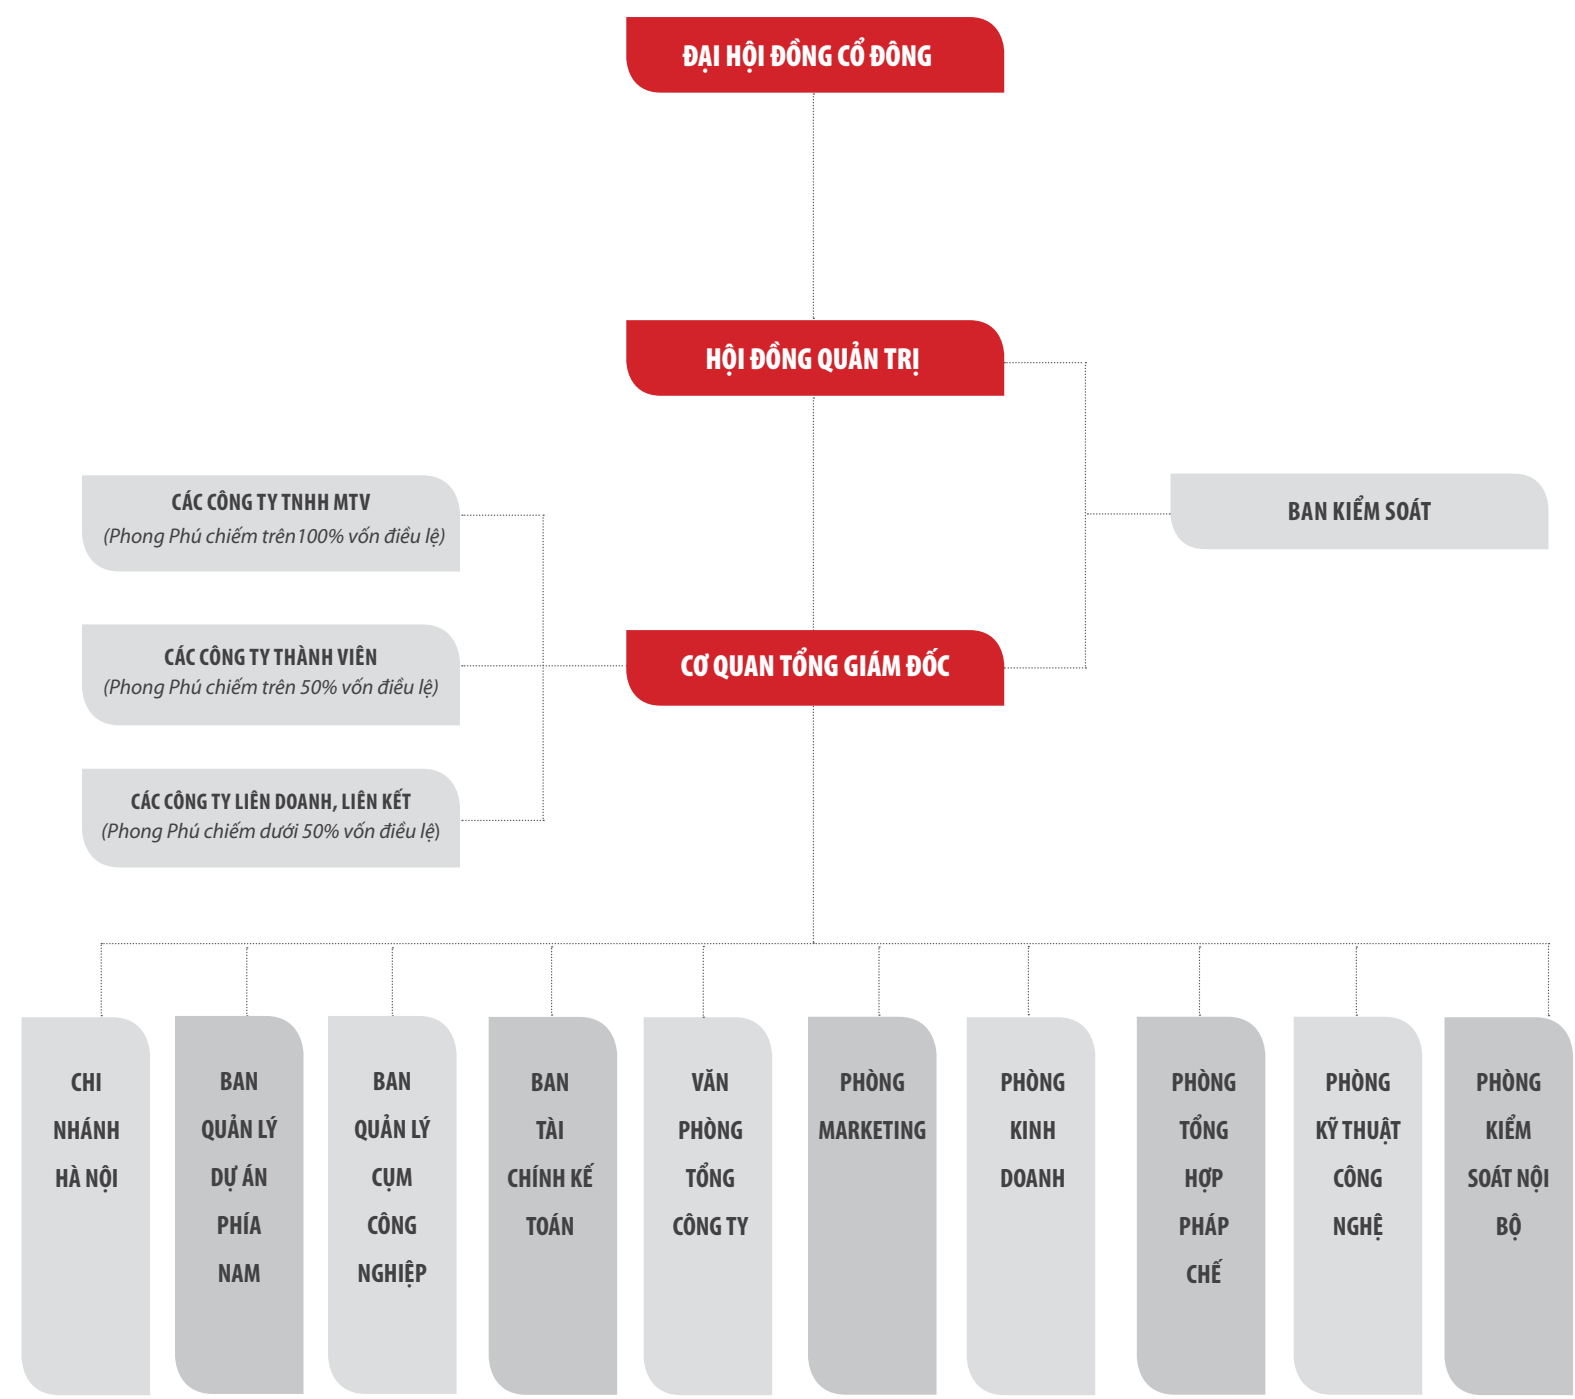 ĐẠI HỘI ĐỒNG CỔ ĐÔNG
HỘI ĐỒNG QUẢN TRỊ
CÁC CÔNG TY TNHH MTV
(Phong Phú chiếm trên100% vốn điều lệ)
BAN KIỂM SOÁT
CÁC CÔNG TY THÀNH VIÊN
(Phong Phú chiếm trên 50% vốn điều lệ)
CƠ QUAN TỔNG GIÁM ĐỐC
CÁC CÔNG TY LIÊN DOANH, LIÊN KẾT
(Phong Phú chiếm dưới 50% vốn điều lệ)
CHI
NHÁNH
HÀ NỘI
BAN
QUẢN LÝ
DỰ ÁN
PHÍA
NAM
BAN
QUẢN LÝ
CỤM
CÔNG
NGHIỆP
BAN
TÀI
CHÍNH KẾ
TOÁN
VĂN
PHÒNG
TỔNG
CÔNG TY
PHÒNG
MARKETING
PHÒNG
KINH
DOANH
PHÒNG
TỔNG
HỢP
PHÁP
CHẾ
PHÒNG
KỸ THUẬT
CÔNG
NGHỆ
PHÒNG
KIỂM
SOÁT NỘI
BỘ